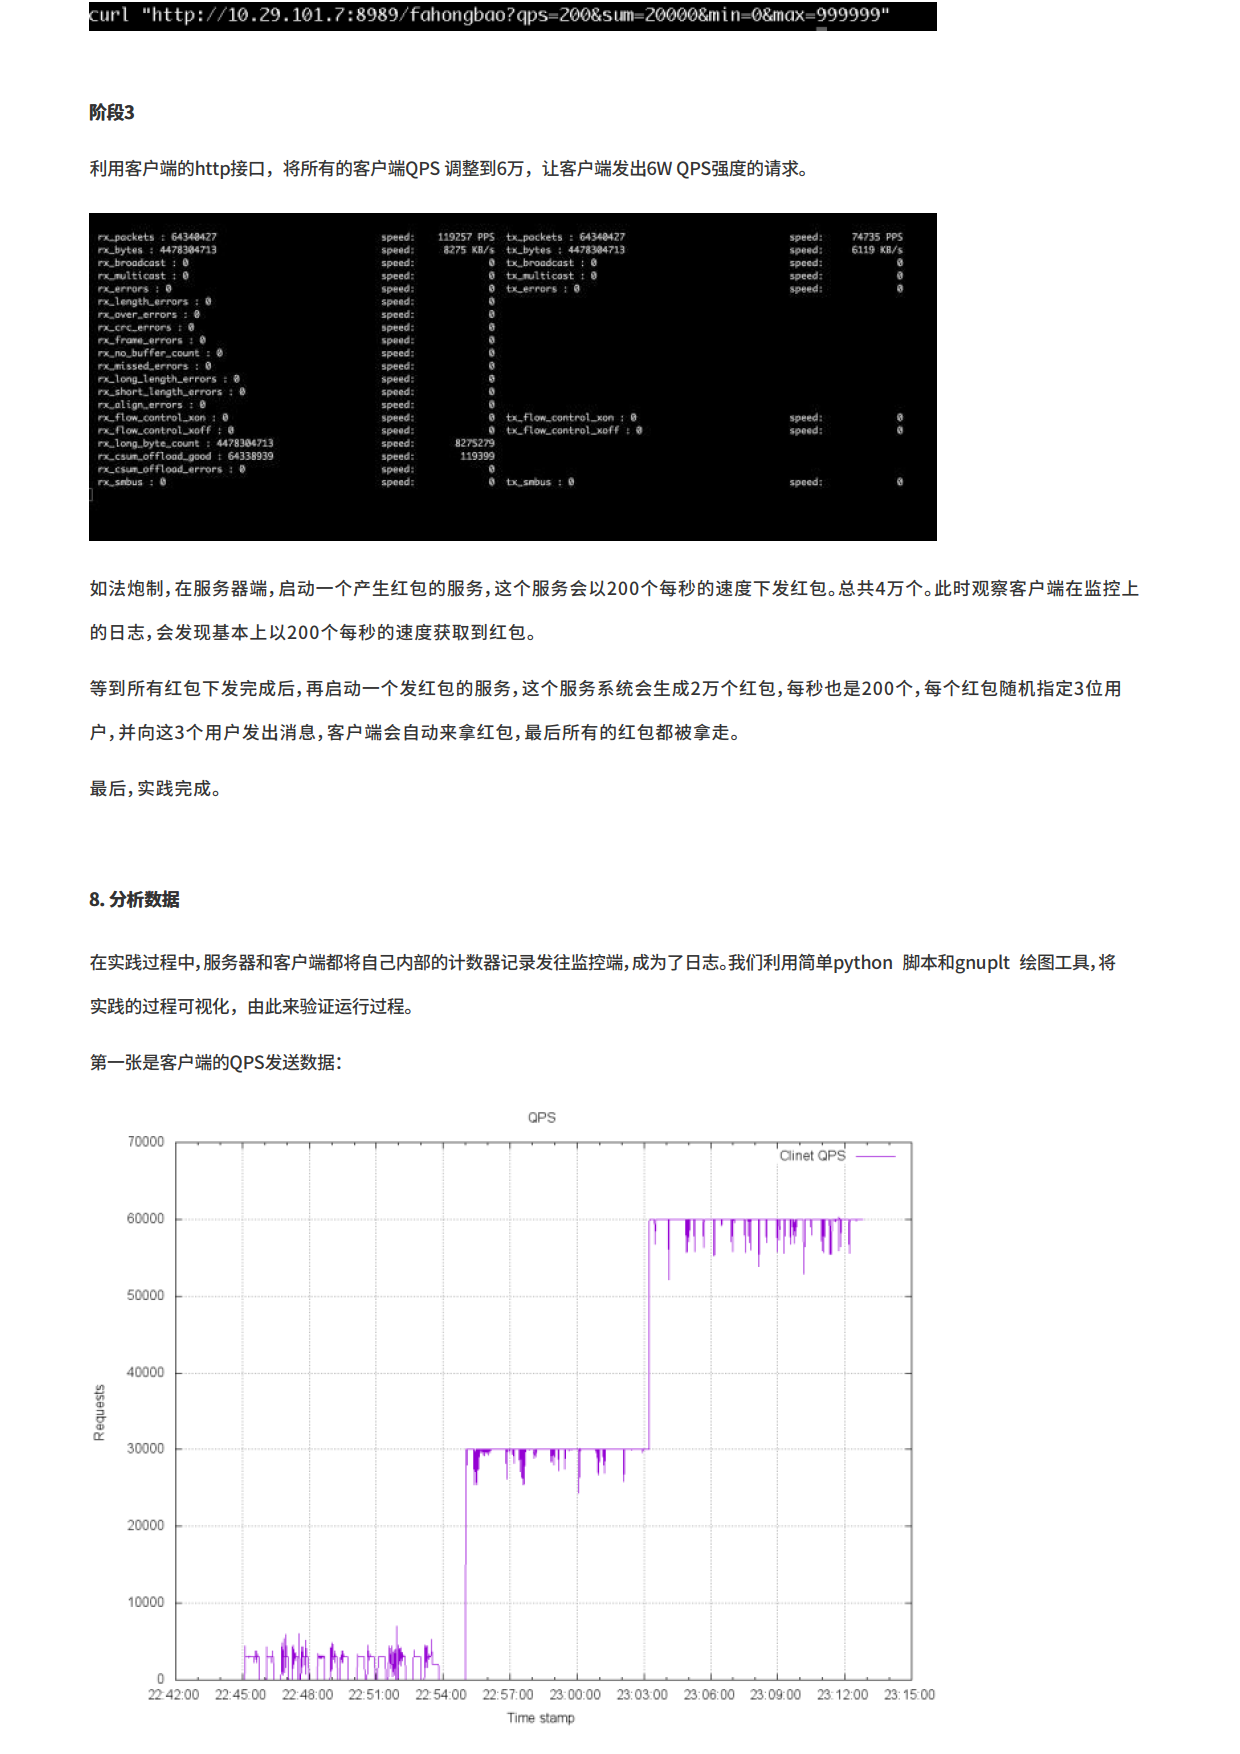 curl "http://10.29.101.7:8989/fahongbao?qps=200&sum=20000&min=0&max=999999"
阶段3
利用客户端的http接口，将所有的客户端QPS 调整到6万，让客户端发出6W QPS强度的请求。
rx_packets : 64340427 speed: 119257 PPS tx_packets : 64340427 speed: 74735 PPS
rx_bytes : 4478304713 speed: 8275 KB/s tx_bytes : 4478304713 speed: 6119 KB/s
rx_broadcast : 0 speed: 0 tx_broadcast : 0 speed: 0
rx_multicast : 0 speed: 0 tx_multicast : 0 speed: 0
rx_errors : 0 speed: 0 tx_errors : 0 speed: 0
rx_length_errors : 0 speed: 0
rx_over_errors : 0 speed: 0
rx_crc_errors : 0 speed: 0
rx_frame_errors : 0 speed: 0
rx_no_buffer_count : 0 speed: 0
rx_missed_errors : 0 speed: 0
rx_long_length_errors : 0 speed: 0
rx_short_length_errors : 0 speed: 0
rx_align_errors : 0 speed: 0
rx_flow_control_xon : 0 speed: 0 tx_flow_control_xon : 0 speed: 0
rx_flow_control_xoff : 0 speed: 0 tx_flow_control_xoff : 0 speed: 0
rx_long_byte_count : 4478304713 speed: 8275279
rx_csum_offload_good : 64338939 speed: 119399
rx_csum_offload_errors : 0 speed: 0
rx_smbus : 0 speed: 0 tx_smbus : 0 speed: 0
如法炮制，在服务器端，启动一个产生红包的服务，这个服务会以200个每秒的速度下发红包。总共4万个。此时观察客户端在监控上
的日志，会发现基本上以200个每秒的速度获取到红包。
等到所有红包下发完成后，再启动一个发红包的服务，这个服务系统会生成2万个红包，每秒也是200个，每个红包随机指定3位用
户，并向这3个用户发出消息，客户端会自动来拿红包，最后所有的红包都被拿走。
最后，实践完成。
8. 分析数据
在实践过程中，服务器和客户端都将自己内部的计数器记录发往监控端，成为了日志。我们利用简单python 脚本和gnuplt 绘图工具，将
实践的过程可视化，由此来验证运行过程。
第一张是客户端的QPS发送数据：
QPS
Clinet QPS
70000
60000
50000
40000
30000
20000
10000
0
Requests
22:42:00 22:45:00 22:48:00 22:51:00 22:54:00 22:57:00 23:00:00 23:03:00 23:06:00 23:09:00 23:12:00 23:15:00
Time stamp